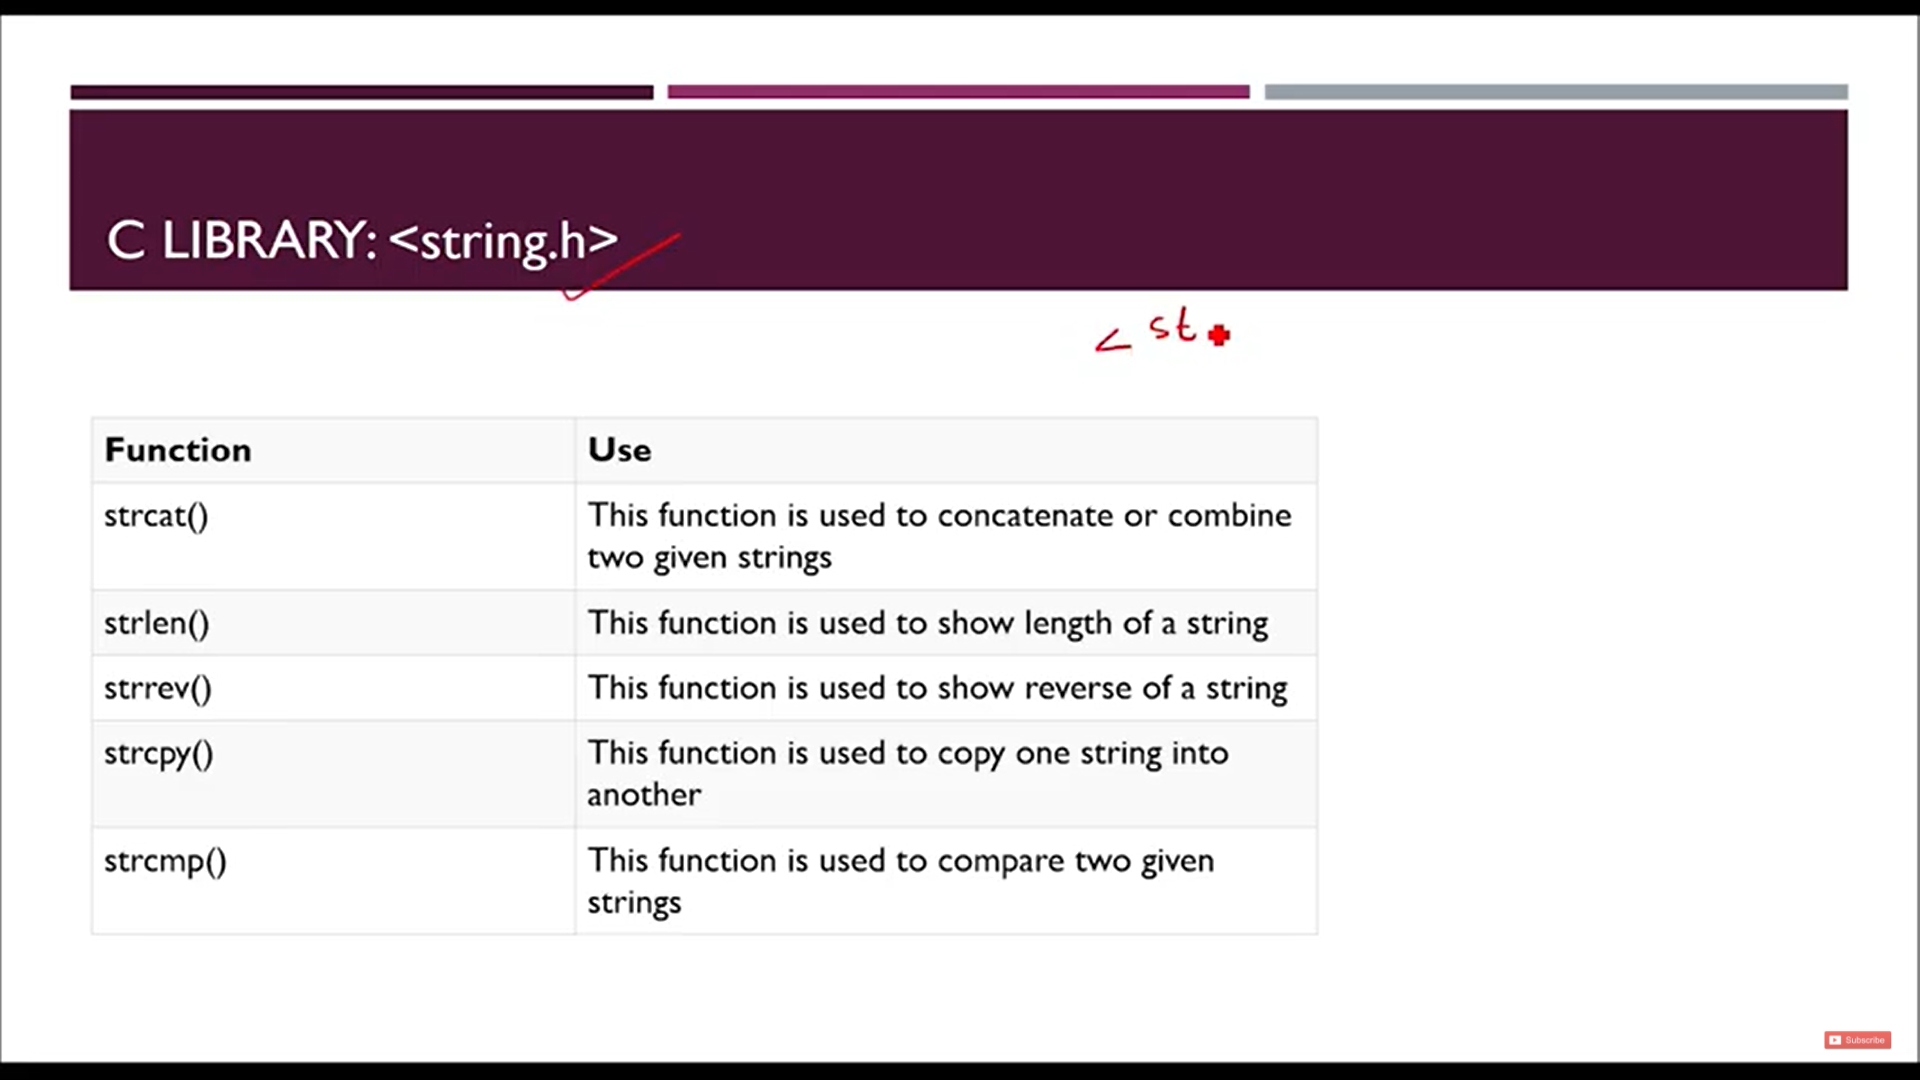 C LIBRARY: <string.h>
< st
Function Use
strcat() This function is used to concatenate or combine
two given strings
strlen() This function is used to show length of a string
strrev() This function is used to show reverse of a string
strcpy() This function is used to copy one string into
another
strcmp() This function is used to compare two given
strings
Subscribe